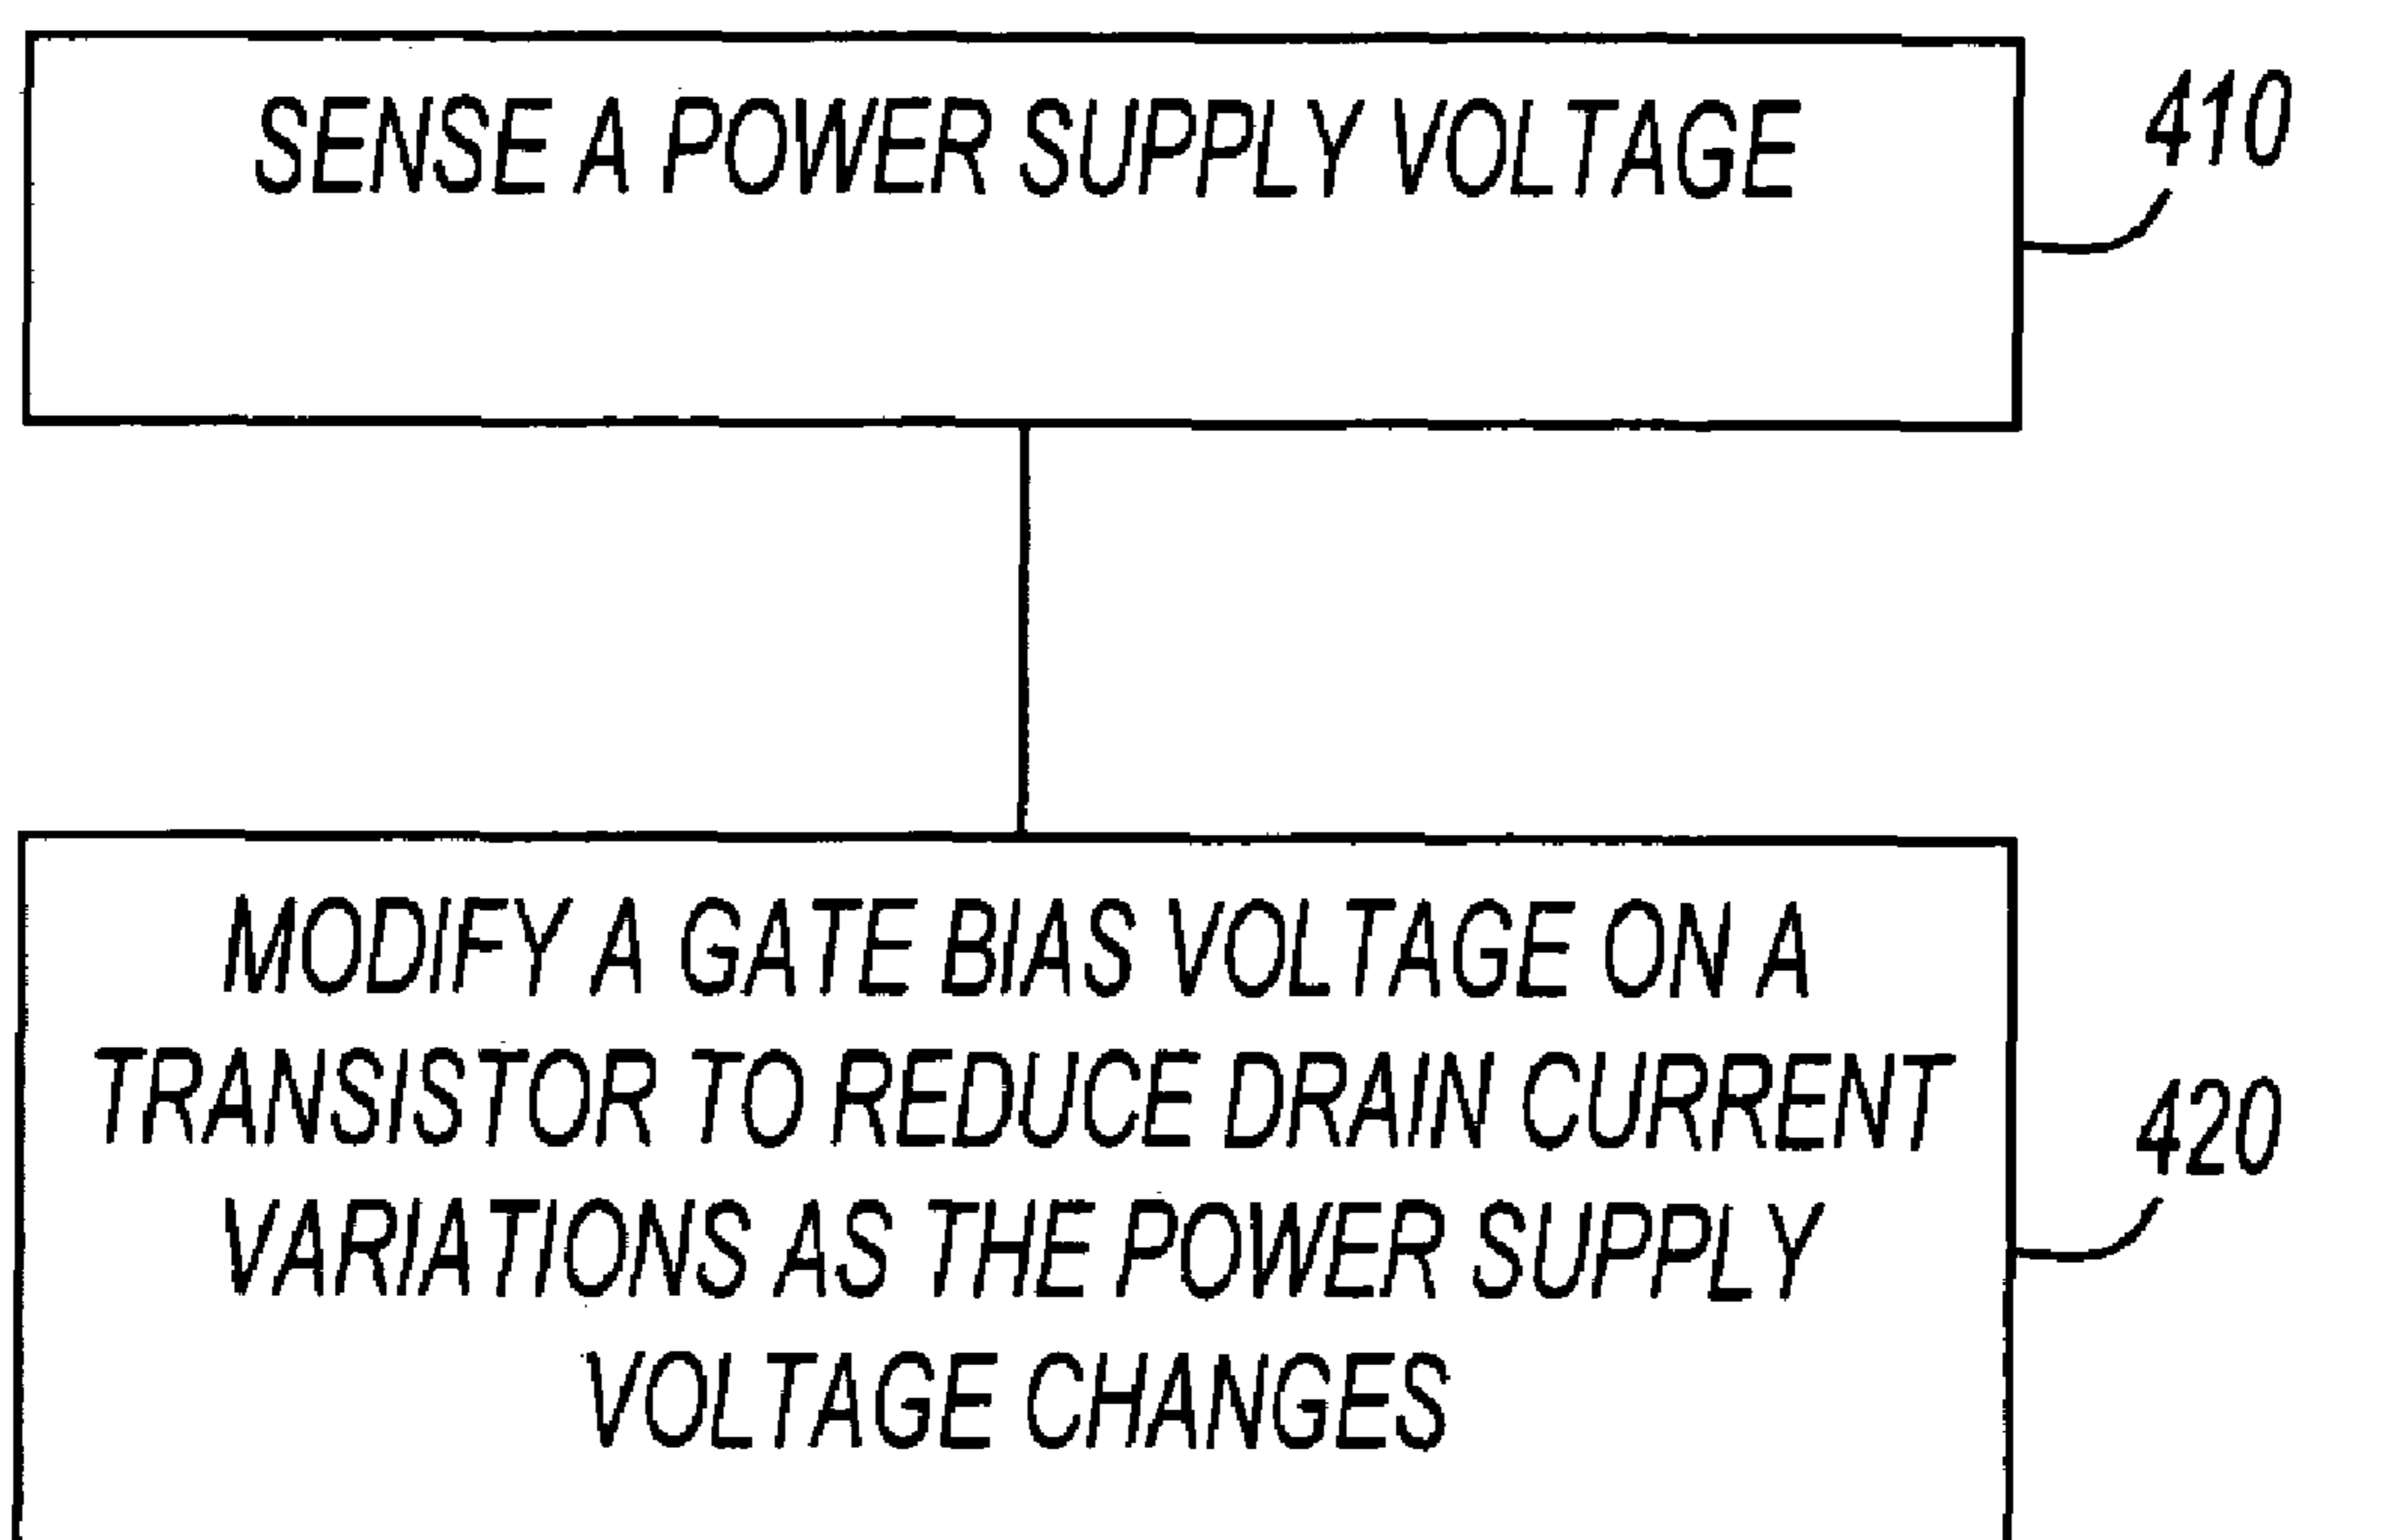 SENSE A POWER SUPPLY VOLTAGE
410
MODIFY A GATE BIAS VOLTAGE ON A
TRANSISTOR TO REDUCE DRAIN CURRENT
VARIATIONS AS THE POWER SUPPLY
VOLTAGE CHANGES
420